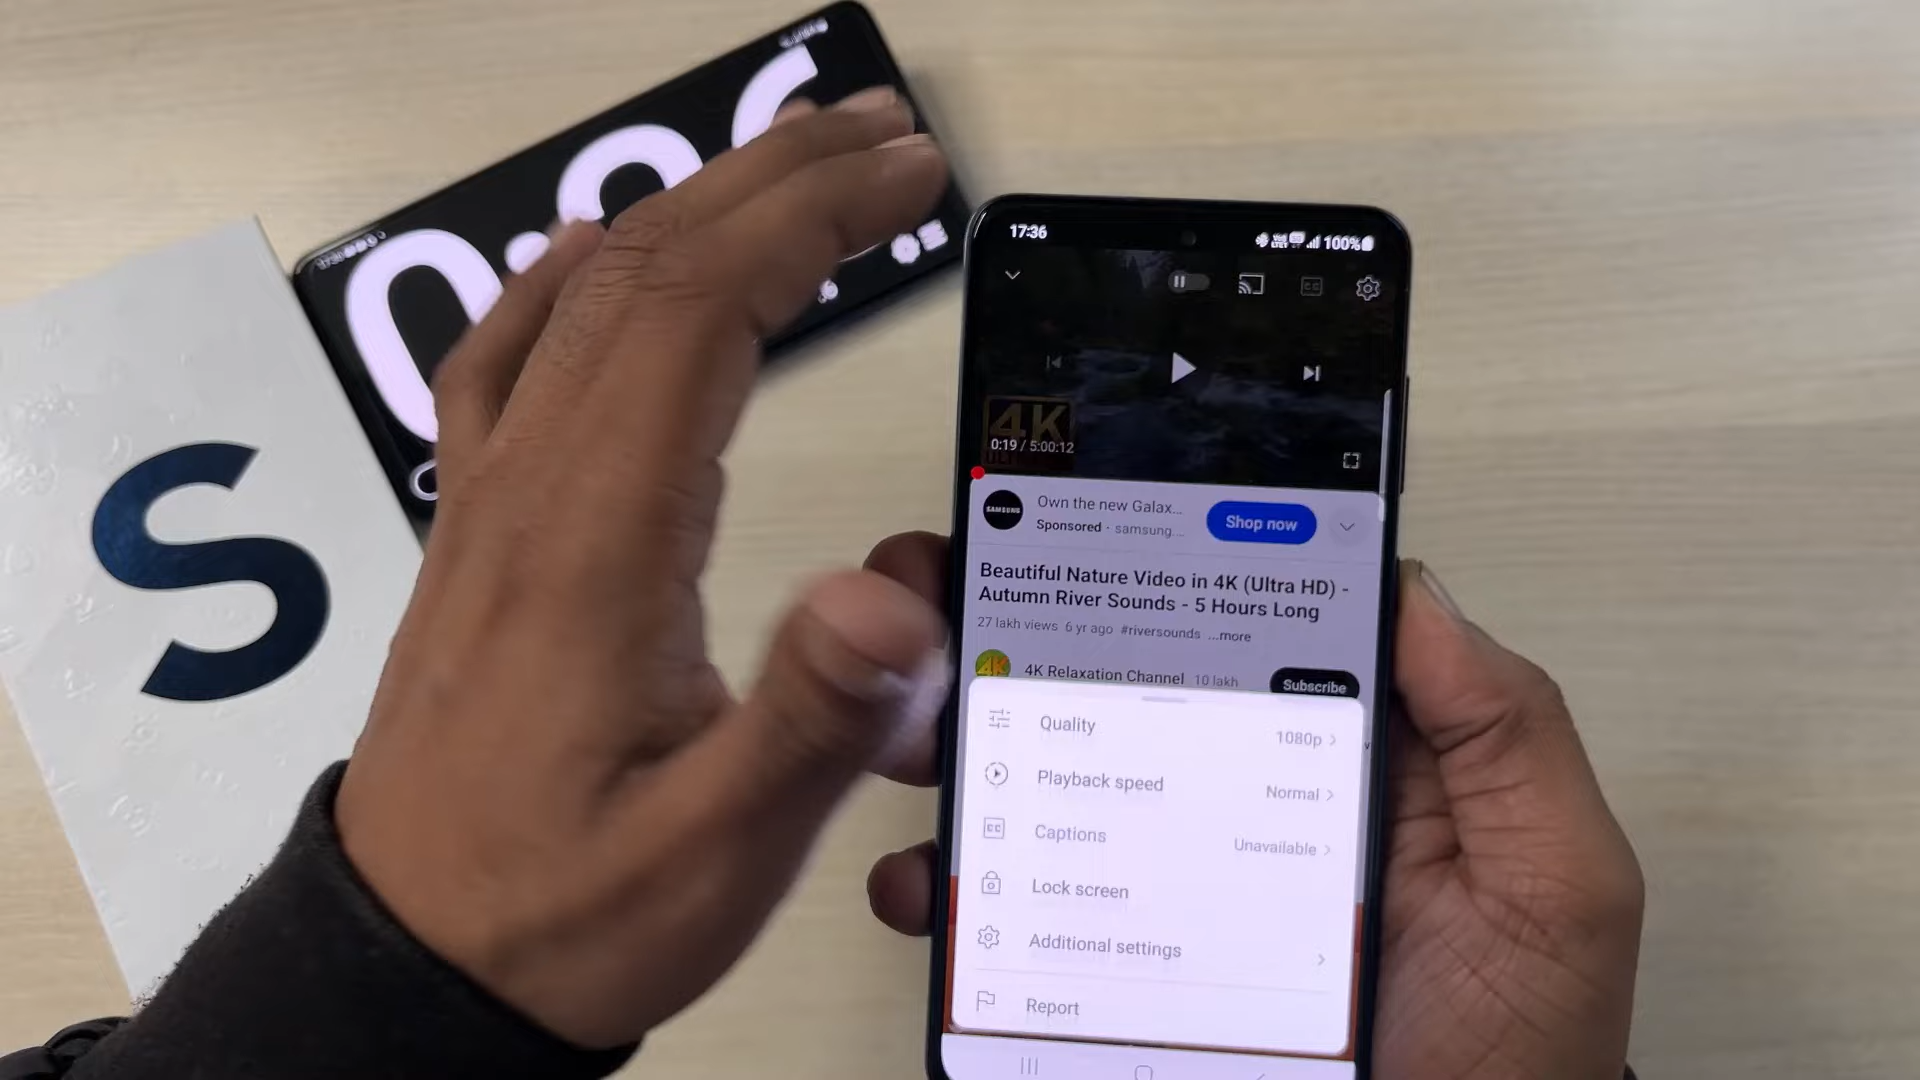 S
17:36
100%
4K
0:19 / 5:00:12
SAMSUNG
Own the new Galax...
Sponsored · samsung....
Shop now
Beautiful Nature Video in 4K (Ultra HD) -
Autumn River Sounds - 5 Hours Long
27 lakh views 6 yr ago #riversounds ...more
4K Relaxation Channel 10 lakh
Subscribe
Quality
1080p
Playback speed
Normal
Captions
Unavailable
Lock screen
Additional settings
Report